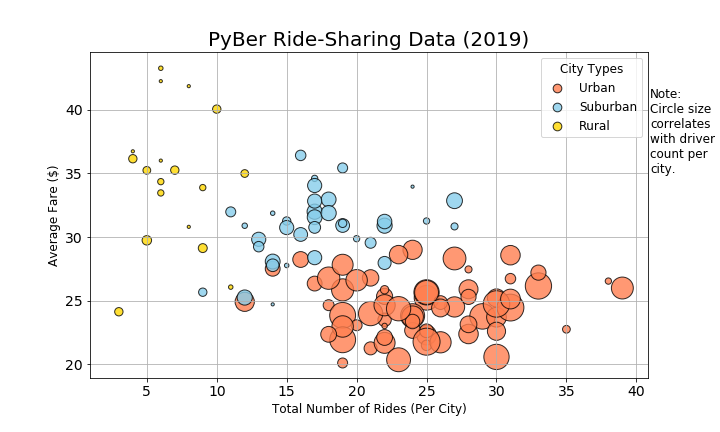 PyBer Ride-Sharing Data (2019)
City Types
Urban
Suburban
Rural
Note:
Circle size
correlates
with driver
count per
city.
Average Fare ($)
40
35
30
25
20
5
10
15
20
25
30
35
40
Total Number of Rides (Per City)